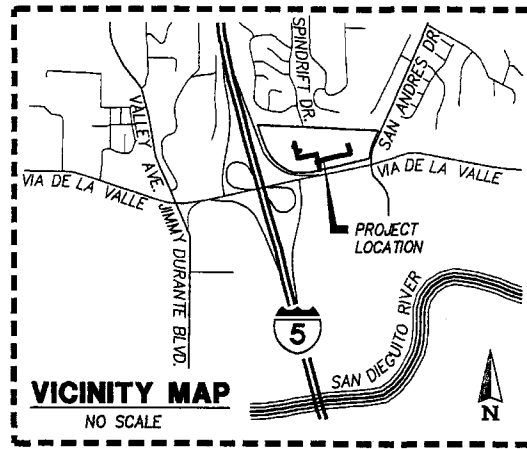 SPINDRIFT DR.
SAN ANDRES DR.
VALLEY AVE.
VIA DE LA VALLE
VIA DE LA VALLE
JIMMY DURANTE BLVD.
PROJECT
LOCATION
5
SAN DIEGUITO RIVER
VICINITY MAP
NO SCALE
N